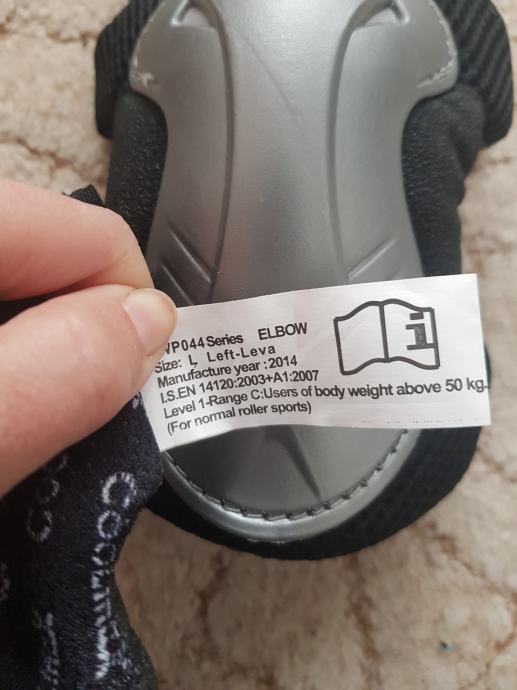 VP044 Series ELBOW
Size: L, Left-Leva
Manufacture year:2014
I.S.EN 14120:2003+A1:2007
Level 1-Range C:Users of body weight above 50 kg.
(For normal roller sports)